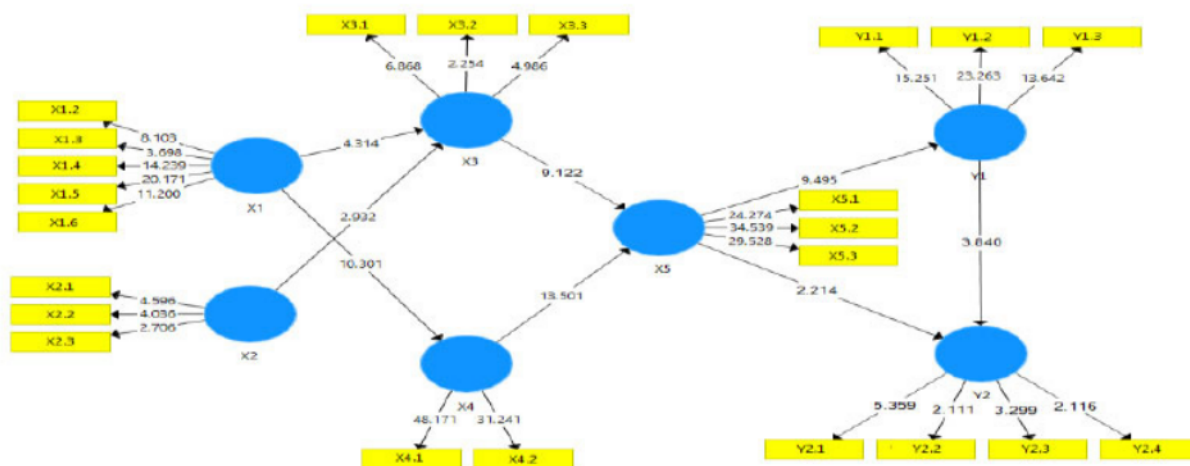 X3.1
X3.2
X3.3
6.868
2.254
4.986
Y1.1
Y1.2
Y1.3
15.251
23.263
13.642
X1.2
X1.3
X1.4
X1.5
X1.6
8.103
3.698
14.239
20.171
11.200
X1
4.314
X3
9.122
2.932
10.301
X2.1
X2.2
X2.3
4.596
4.036
2.706
X2
13.501
X4
48.171
31.241
X4.1
X4.2
X5
9.495
24.274
34.539
29.528
X5.1
X5.2
X5.3
2.214
Y1
3.840
Y2
5.359
2.111
3.299
2.116
Y2.1
Y2.2
Y2.3
Y2.4